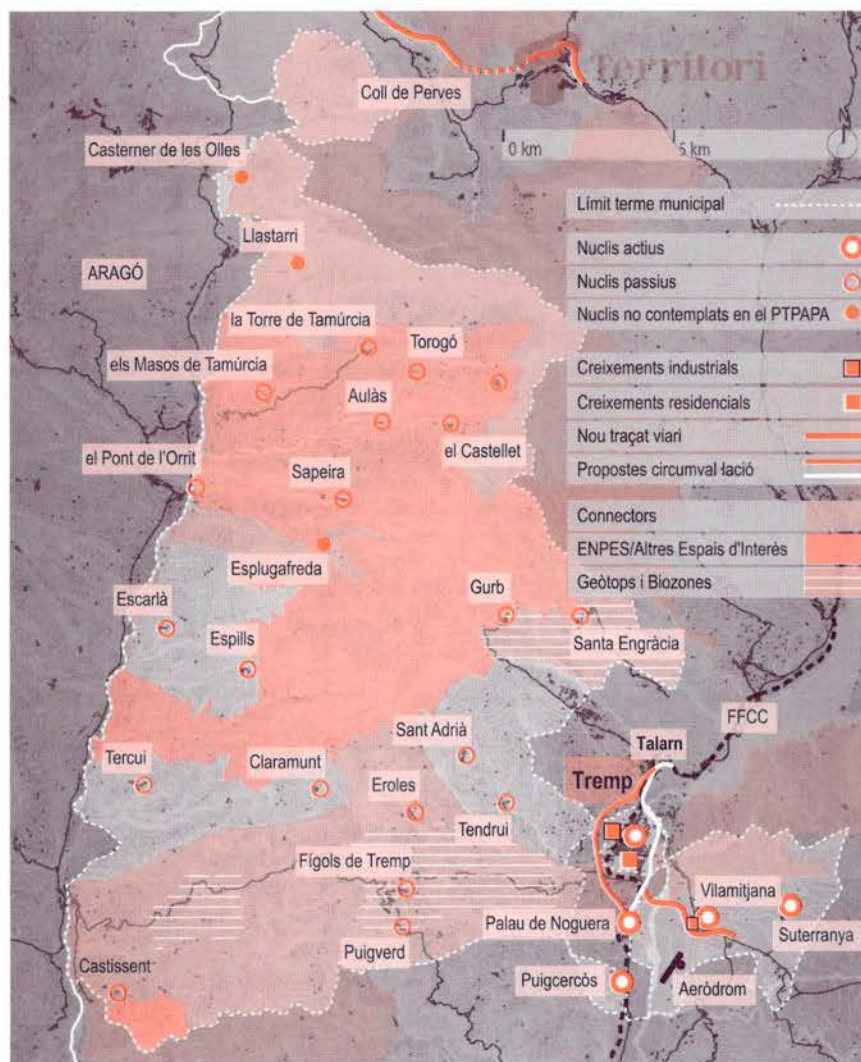 Territori
Coll de Perves
N
0 km
5 km
Casterner de les Olles
Límit terme municipal
Llastarri
Nuclis actius
ARAGÓ
Nuclis passius
la Torre de Tamúrcia
Nuclis no contemplats en el PTPAPA
Torogó
els Masos de Tamúrcia
Creixements industrials
Aulàs
Creixements residencials
Nou traçat viari
el Pont de l'Orrit
el Castellet
Propostes circumval·lació
Sapeira
Connectors
ENPES/Altres Espais d'Interès
Esplugafreda
Geòtops i Biozones
Escarlà
Gurb
Espills
Santa Engràcia
FFCC
Sant Adrià
Talarn
Tercui
Claramunt
Tremp
Eroles
Tendrui
Fígols de Tremp
Vilamitjana
Palau de Noguera
Suterranya
Puigverd
Castissent
Puigcercòs
Aeròdrom